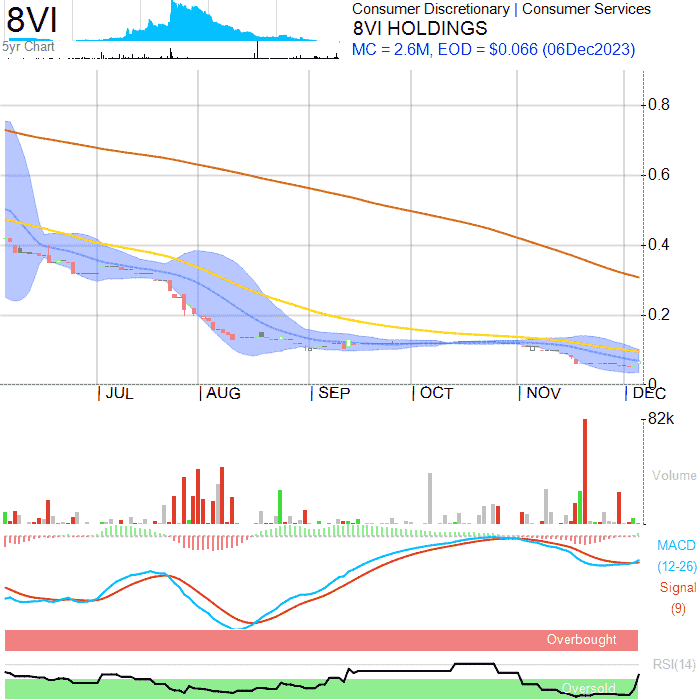 8VI
5yr Chart
Consumer Discretionary | Consumer Services
8VI HOLDINGS
MC = 2.6M, EOD = $0.066 (06Dec2023)
0.8
0.6
0.4
0.2
0
JUL AUG SEP OCT NOV DEC
82k
Volume
MACD
(12-26)
Signal
(9)
Overbought
RSI(14)
Oversold